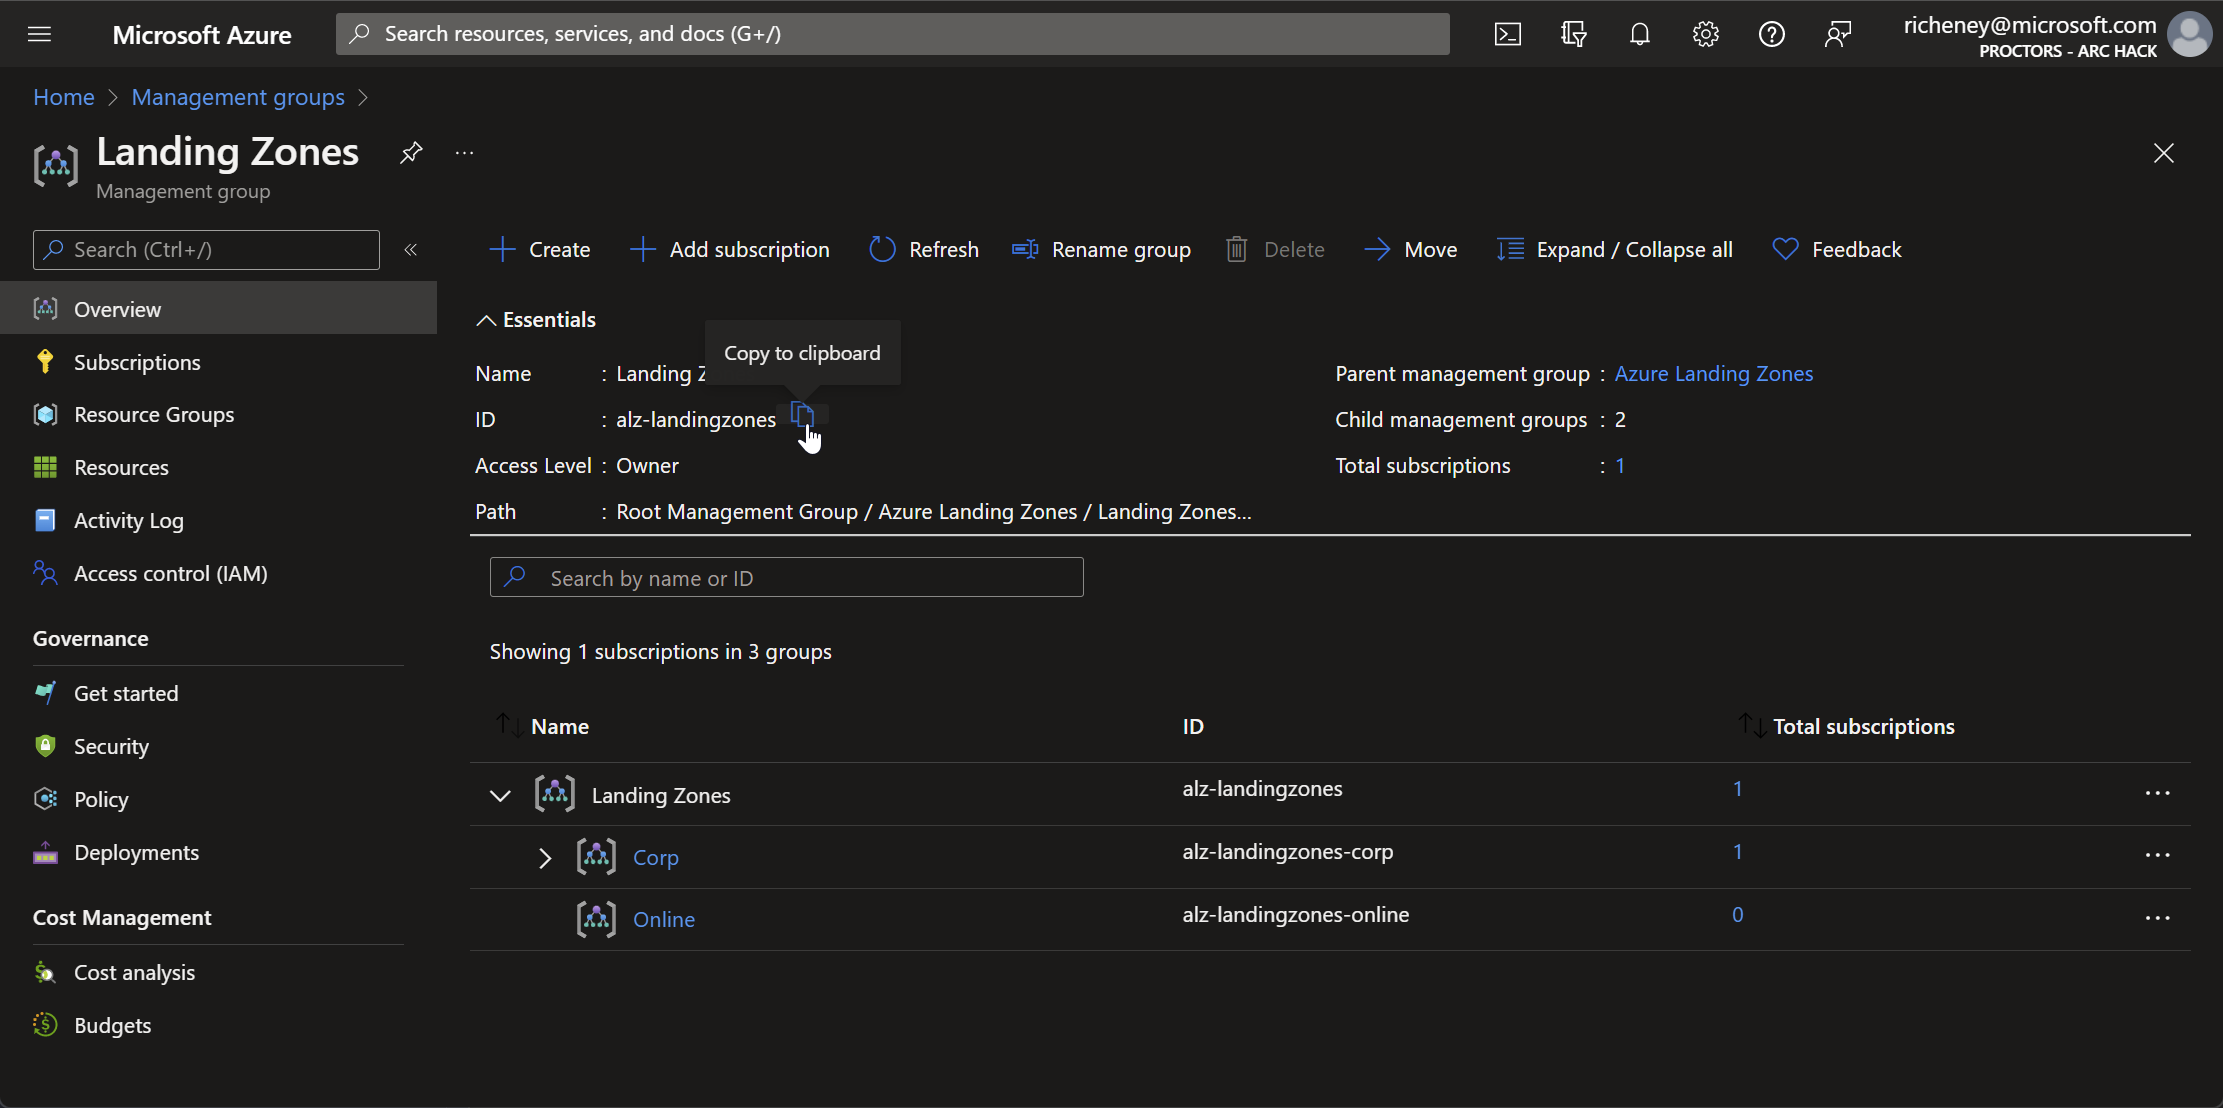 Microsoft Azure
Search resources, services, and docs (G+/)
richeney@microsoft.com
PROCTORS - ARC HACK
Home > Management groups >
Landing Zones
...
Management group
Search (Ctrl+/)
«
Create
Add subscription
Refresh
Rename group
Delete
Move
Expand / Collapse all
Feedback
Overview
Subscriptions
Resource Groups
Resources
Activity Log
Access control (IAM)
Governance
Get started
Security
Policy
Deployments
Cost Management
Cost analysis
Budgets
Essentials
Copy to clipboard
Name : Landing
ID : alz-landingzones
Access Level : Owner
Path : Root Management Group / Azure Landing Zones / Landing Zones...
Parent management group : Azure Landing Zones
Child management groups : 2
Total subscriptions : 1
Search by name or ID
Showing 1 subscriptions in 3 groups
Name ID Total subscriptions
Landing Zones alz-landingzones 1 ...
Corp alz-landingzones-corp 1 ...
Online alz-landingzones-online 0 ...